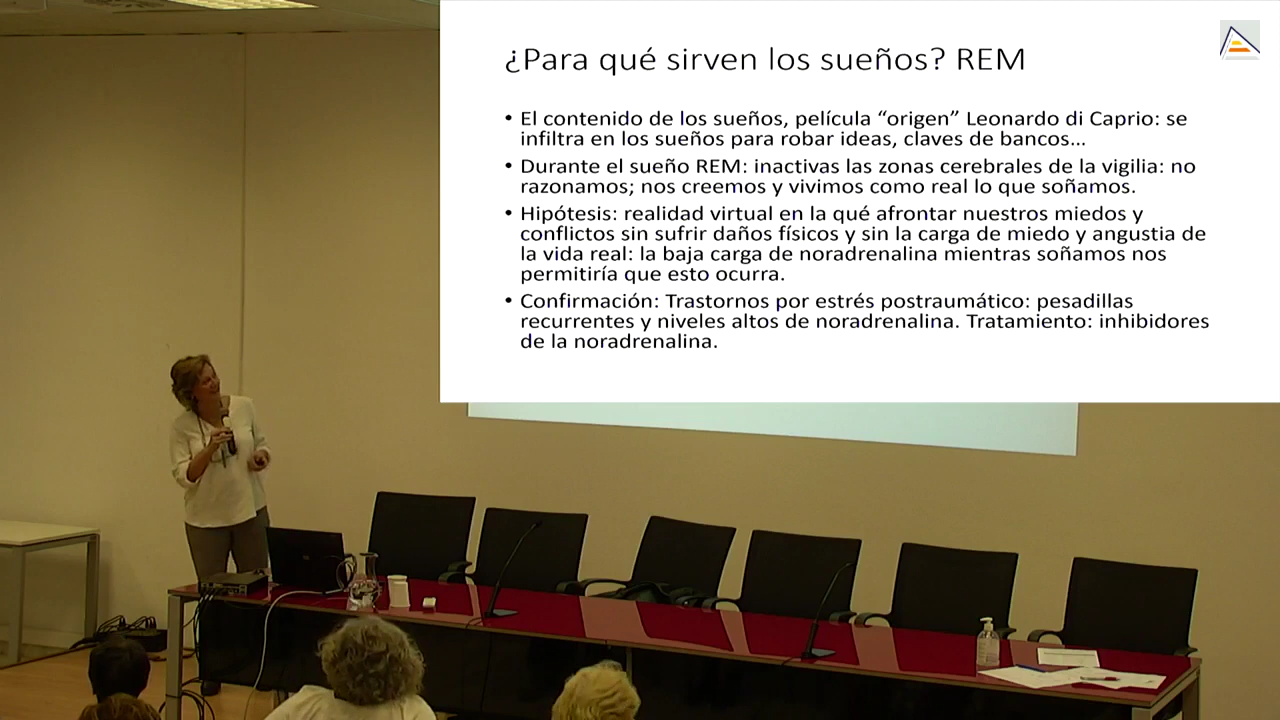 ¿Para qué sirven los sueños? REM
• El contenido de los sueños, película “origen” Leonardo di Caprio: se
infiltra en los sueños para robar ideas, claves de bancos…
• Durante el sueño REM: inactivas las zonas cerebrales de la vigilia: no
razonamos; nos creemos y vivimos como real lo que soñamos.
• Hipótesis: realidad virtual en la qué afrontar nuestros miedos y
conflictos sin sufrir daños físicos y sin la carga de miedo y angustia de
la vida real: la baja carga de noradrenalina mientras soñamos nos
permitiría que esto ocurra.
• Confirmación: Trastornos por estrés postraumático: pesadillas
recurrentes y niveles altos de noradrenalina. Tratamiento: inhibidores
de la noradrenalina.